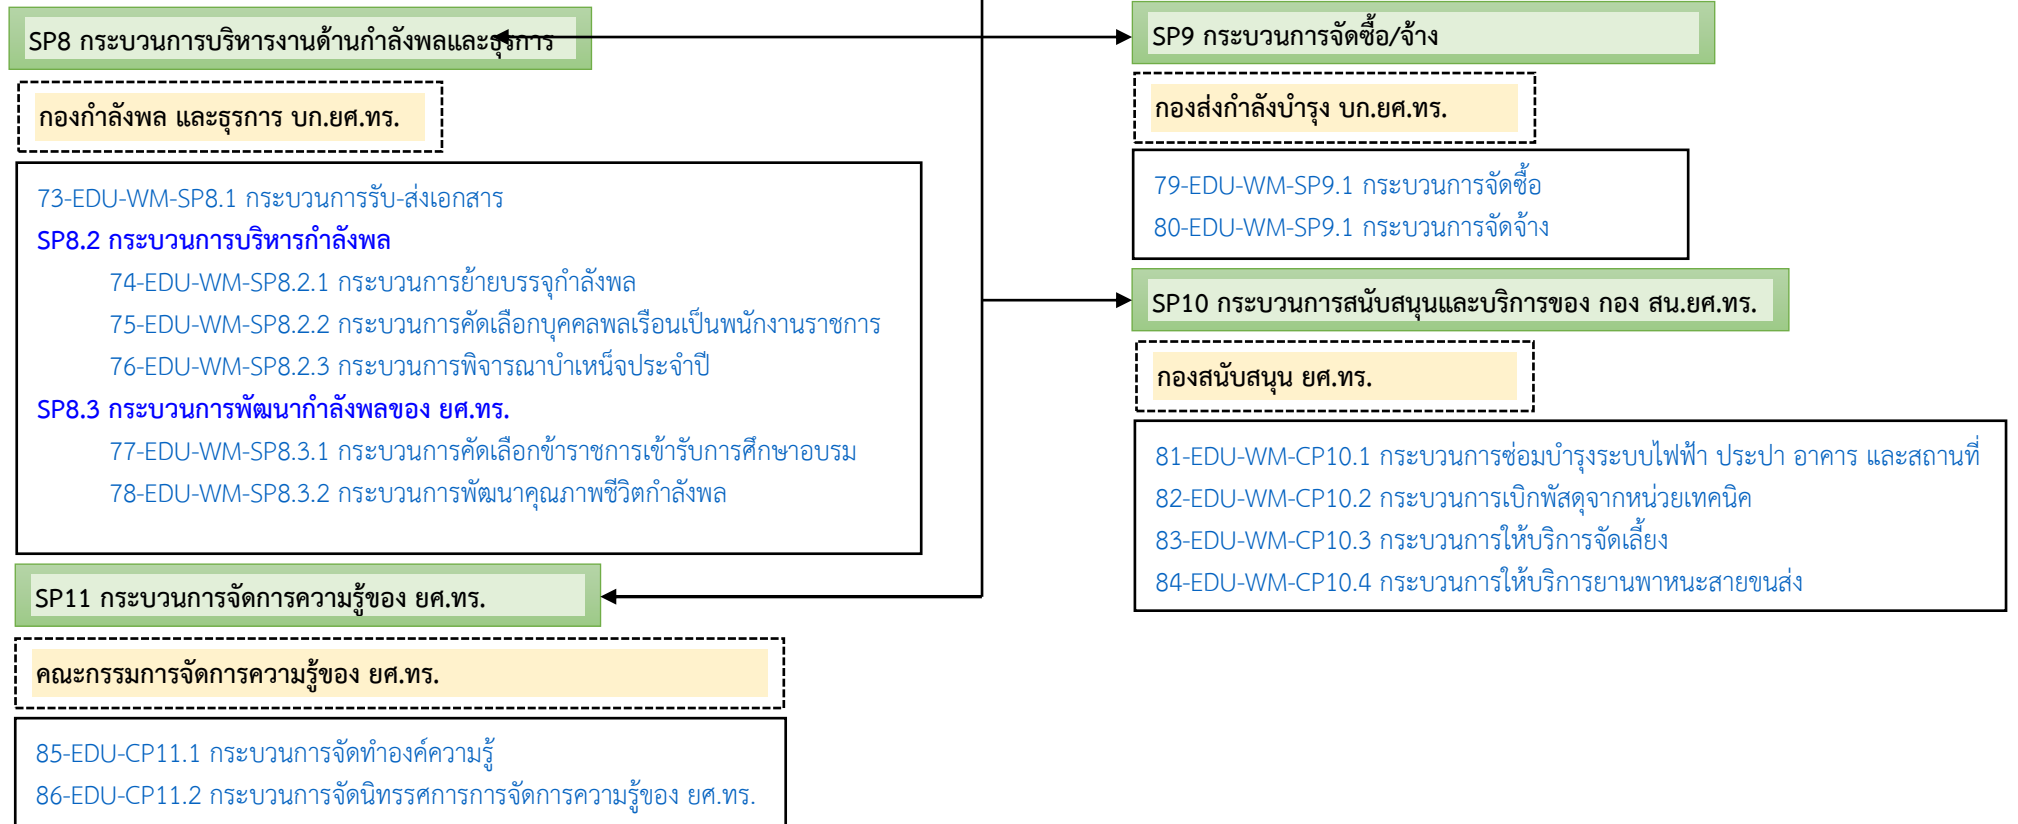 SP8 กระบวนการบริหารงานด้านกำลังพลและธุรการ
กองกำลังพล และธุรการ บก.ยศ.ทร.
73-EDU-WM-SP8.1 กระบวนการรับ-ส่งเอกสาร
SP8.2 กระบวนการบริหารกำลังพล
74-EDU-WM-SP8.2.1 กระบวนการย้ายบรรจุกำลังพล
75-EDU-WM-SP8.2.2 กระบวนการคัดเลือกบุคคลพลเรือนเป็นพนักงานราชการ
76-EDU-WM-SP8.2.3 กระบวนการพิจารณาบำเหน็จประจำปี
SP8.3 กระบวนการพัฒนากำลังพลของ ยศ.ทร.
77-EDU-WM-SP8.3.1 กระบวนการคัดเลือกข้าราชการเข้ารับการศึกษาอบรม
78-EDU-WM-SP8.3.2 กระบวนการพัฒนาคุณภาพชีวิตกำลังพล
SP9 กระบวนการจัดซื้อ/จ้าง
กองส่งกำลังบำรุง บก.ยศ.ทร.
79-EDU-WM-SP9.1 กระบวนการจัดซื้อ
80-EDU-WM-SP9.1 กระบวนการจัดจ้าง
SP10 กระบวนการสนับสนุนและบริการของ กอง สน.ยศ.ทร.
กองสนับสนุน ยศ.ทร.
81-EDU-WM-CP10.1 กระบวนการซ่อมบำรุงระบบไฟฟ้า ประปา อาคาร และสถานที่
82-EDU-WM-CP10.2 กระบวนการเบิกพัสดุจากหน่วยเทคนิค
83-EDU-WM-CP10.3 กระบวนการให้บริการจัดเลี้ยง
84-EDU-WM-CP10.4 กระบวนการให้บริการยานพาหนะสายขนส่ง
SP11 กระบวนการจัดการความรู้ของ ยศ.ทร.
คณะกรรมการจัดการความรู้ของ ยศ.ทร.
85-EDU-CP11.1 กระบวนการจัดทำองค์ความรู้
86-EDU-CP11.2 กระบวนการจัดนิทรรศการการจัดการความรู้ของ ยศ.ทร.